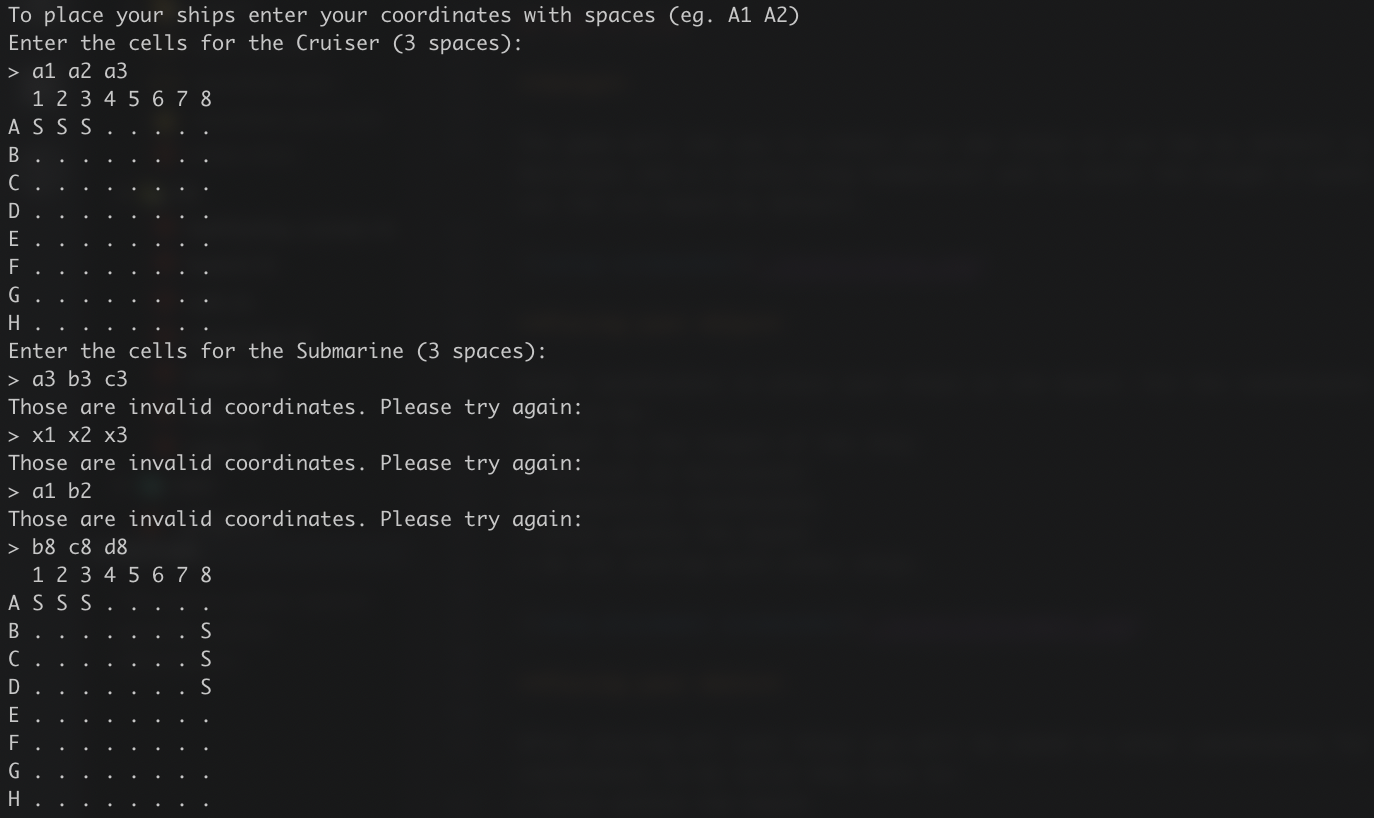 To place your ships enter your coordinates with spaces (eg. A1 A2)
Enter the cells for the Cruiser (3 spaces):
> a1 a2 a3
  1 2 3 4 5 6 7 8
A S S S . . . . .
B . . . . . . . .
C . . . . . . . .
D . . . . . . . .
E . . . . . . . .
F . . . . . . . .
G . . . . . . . .
H . . . . . . . .
Enter the cells for the Submarine (3 spaces):
> a3 b3 c3
Those are invalid coordinates. Please try again:
> x1 x2 x3
Those are invalid coordinates. Please try again:
> a1 b2
Those are invalid coordinates. Please try again:
> b8 c8 d8
  1 2 3 4 5 6 7 8
A S S S . . . . .
B . . . . . . . S
C . . . . . . . S
D . . . . . . . S
E . . . . . . . .
F . . . . . . . .
G . . . . . . . .
H . . . . . . . .